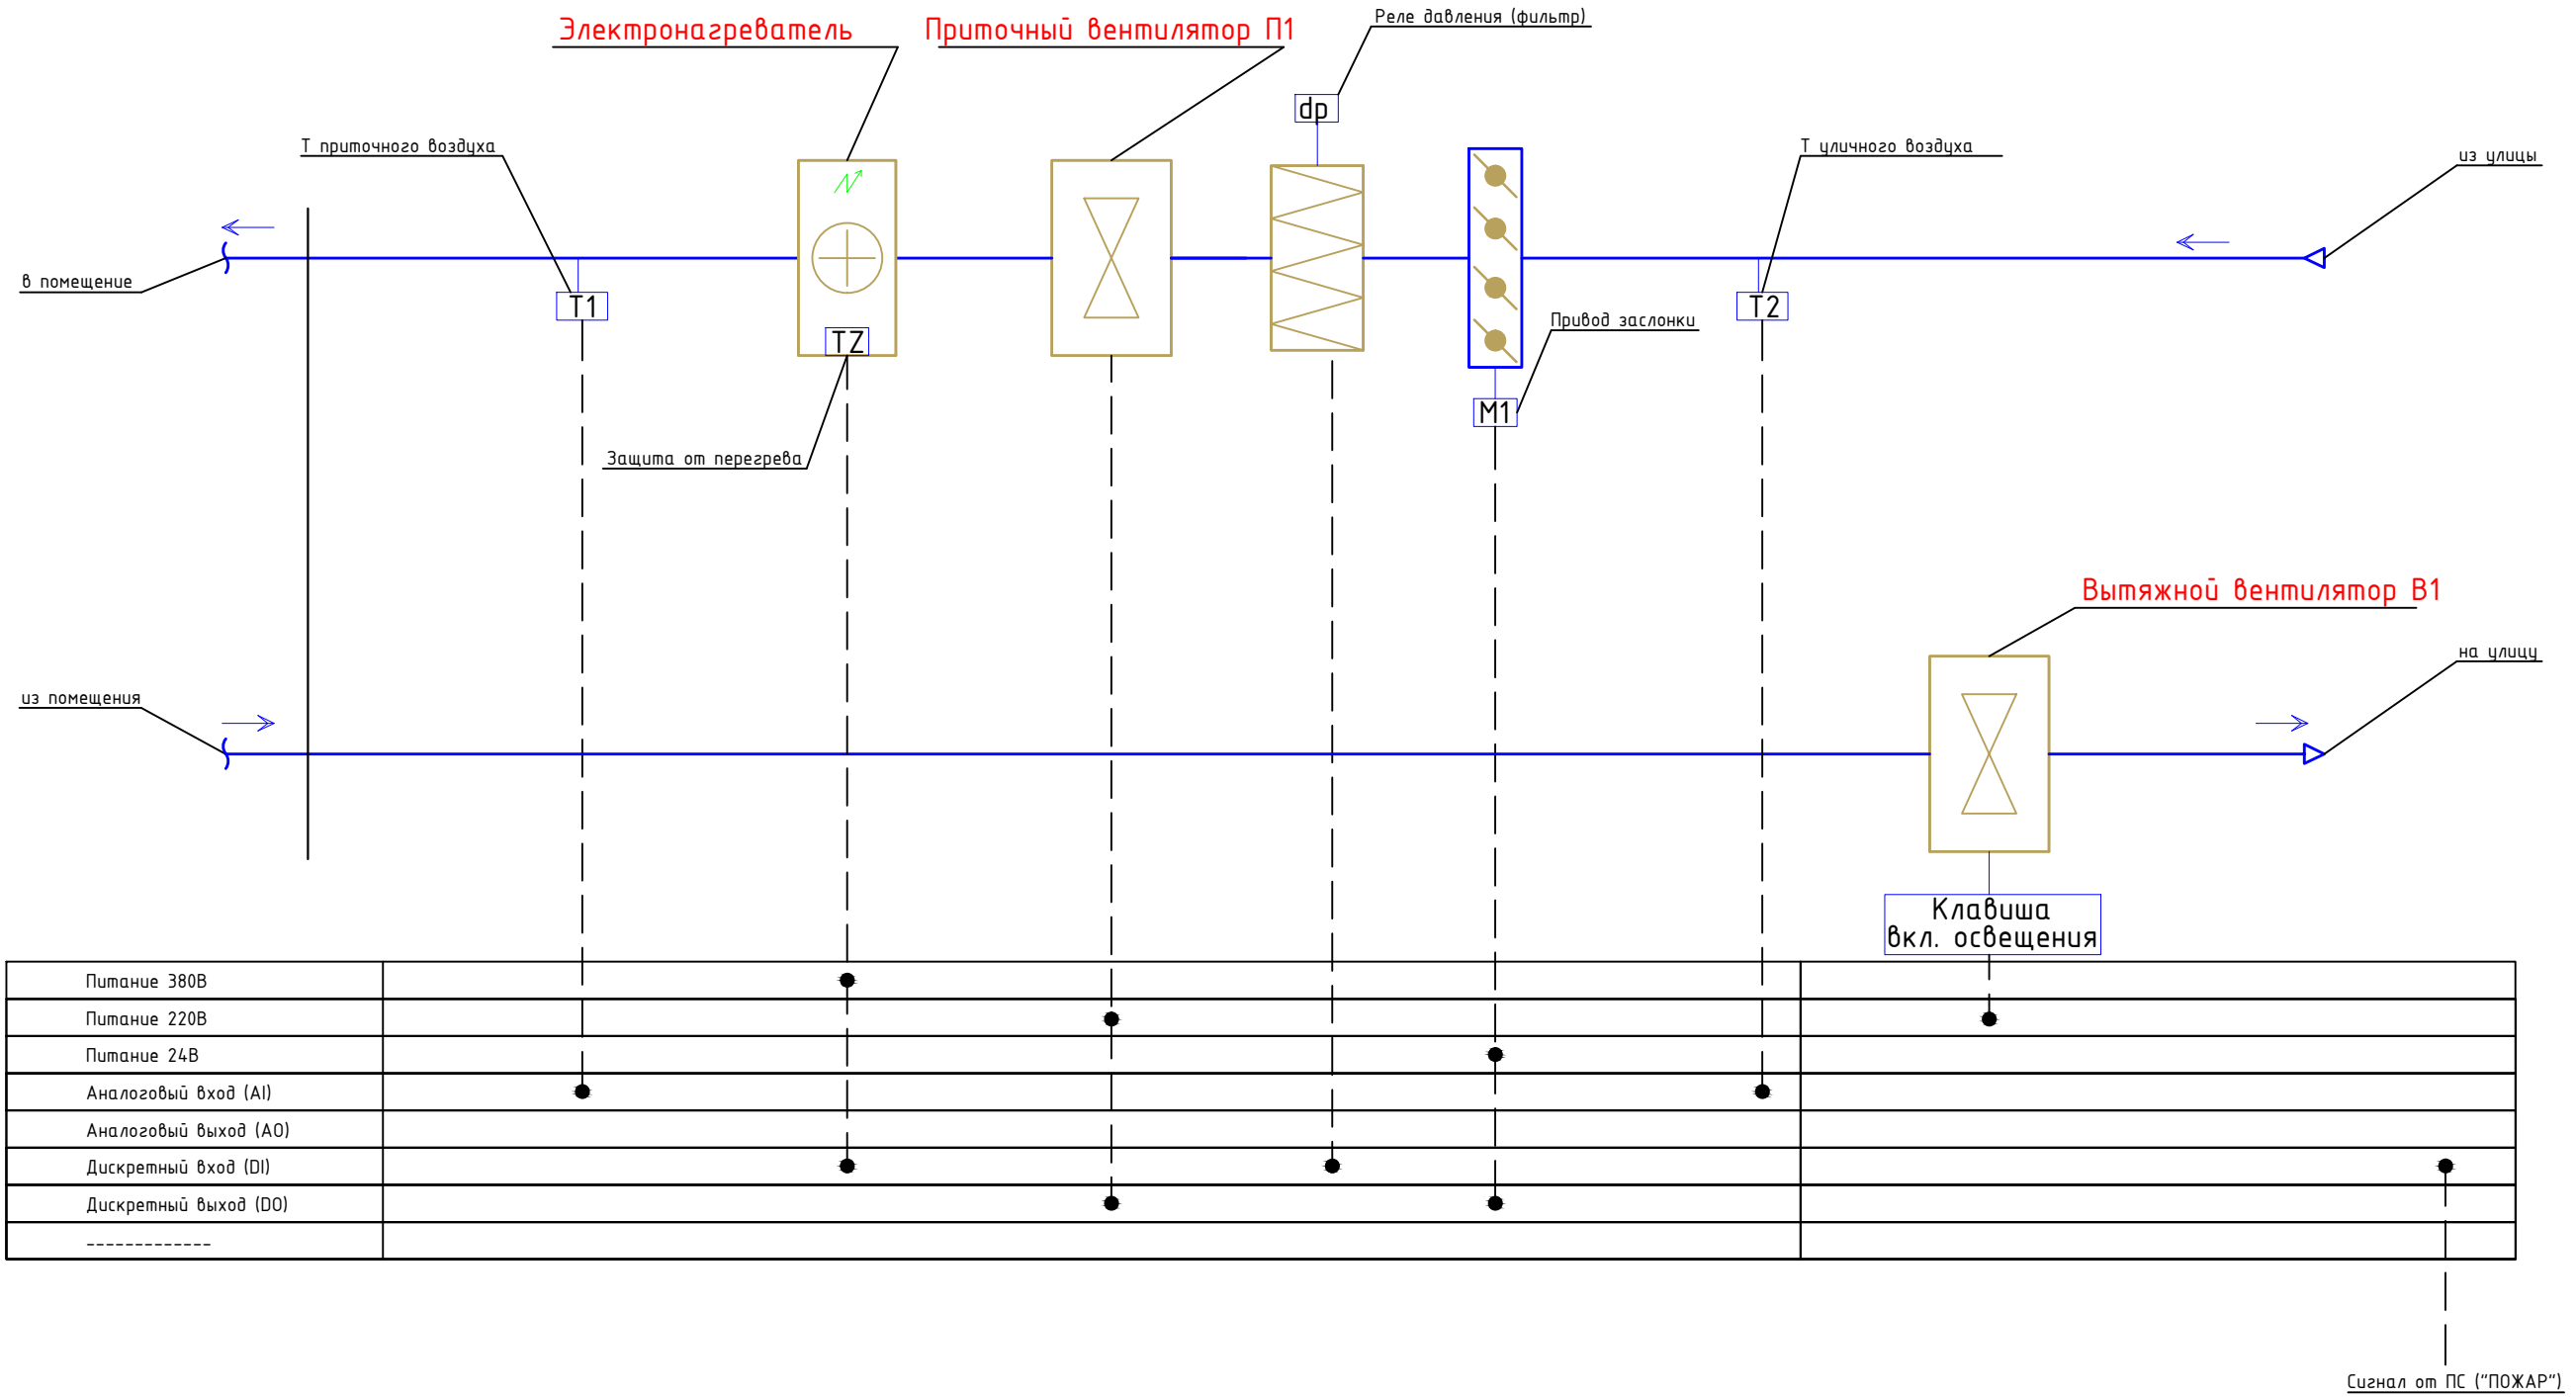 Электронагреватель
Приточный вентилятор П1
Реле давления (фильтр)
dp
Т приточного воздуха
Т уличного воздуха
из улицы
в помещение
T1
TZ
T2
Привод заслонки
M1
Защита от перегрева
Вытяжной вентилятор В1
на улицу
из помещения
Клавиша
вкл. освещения
Питание 380В
Питание 220В
Питание 24В
Аналоговый вход (AI)
Аналоговый выход (AO)
Дискретный вход (DI)
Дискретный выход (DO)
-------------
Сигнал от ПС ("ПОЖАР")